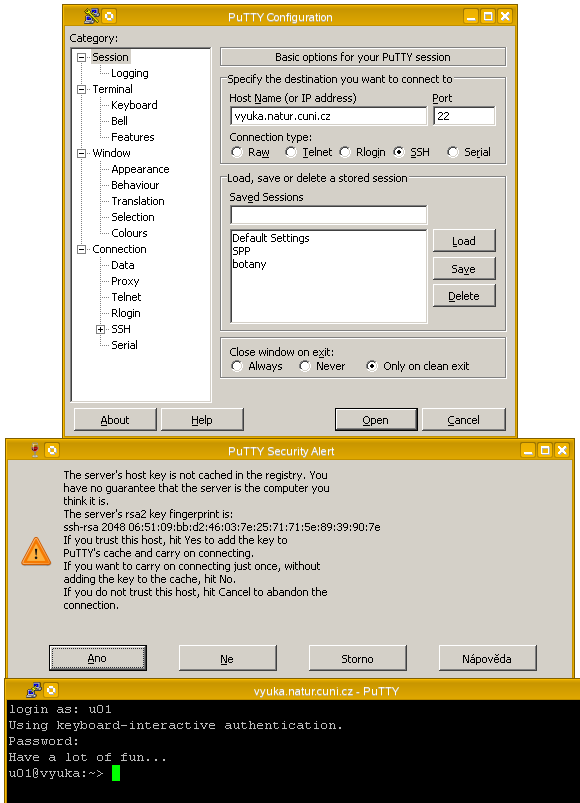 PuTTY Configuration
Category:
Session
Logging
Terminal
Keyboard
Bell
Features
Window
Appearance
Behaviour
Translation
Selection
Colours
Connection
Data
Proxy
Telnet
Rlogin
SSH
Serial
Basic options for your PuTTY session
Specify the destination you want to connect to
Host Name (or IP address) Port
vyuka.natur.cuni.cz 22
Connection type:
Raw Telnet Rlogin SSH Serial
Load, save or delete a stored session
Saved Sessions
Default Settings
SPP
botany
Load
Save
Delete
Close window on exit:
Always Never Only on clean exit
About Help Open Cancel
PuTTY Security Alert
The server's host key is not cached in the registry. You
have no guarantee that the server is the computer you
think it is.
The server's rsa2 key fingerprint is:
ssh-rsa 2048 06:51:09:bb:d2:46:03:7e:25:71:71:5e:89:39:90:7e
If you trust this host, hit Yes to add the key to
PuTTY's cache and carry on connecting.
If you want to carry on connecting just once, without
adding the key to the cache, hit No.
If you do not trust this host, hit Cancel to abandon the
connection.
Ano Ne Storno Nápověda
vyuka.natur.cuni.cz - PuTTY
login as: u01
Using keyboard-interactive authentication.
Password:
Have a lot of fun...
u01@vyuka:~>